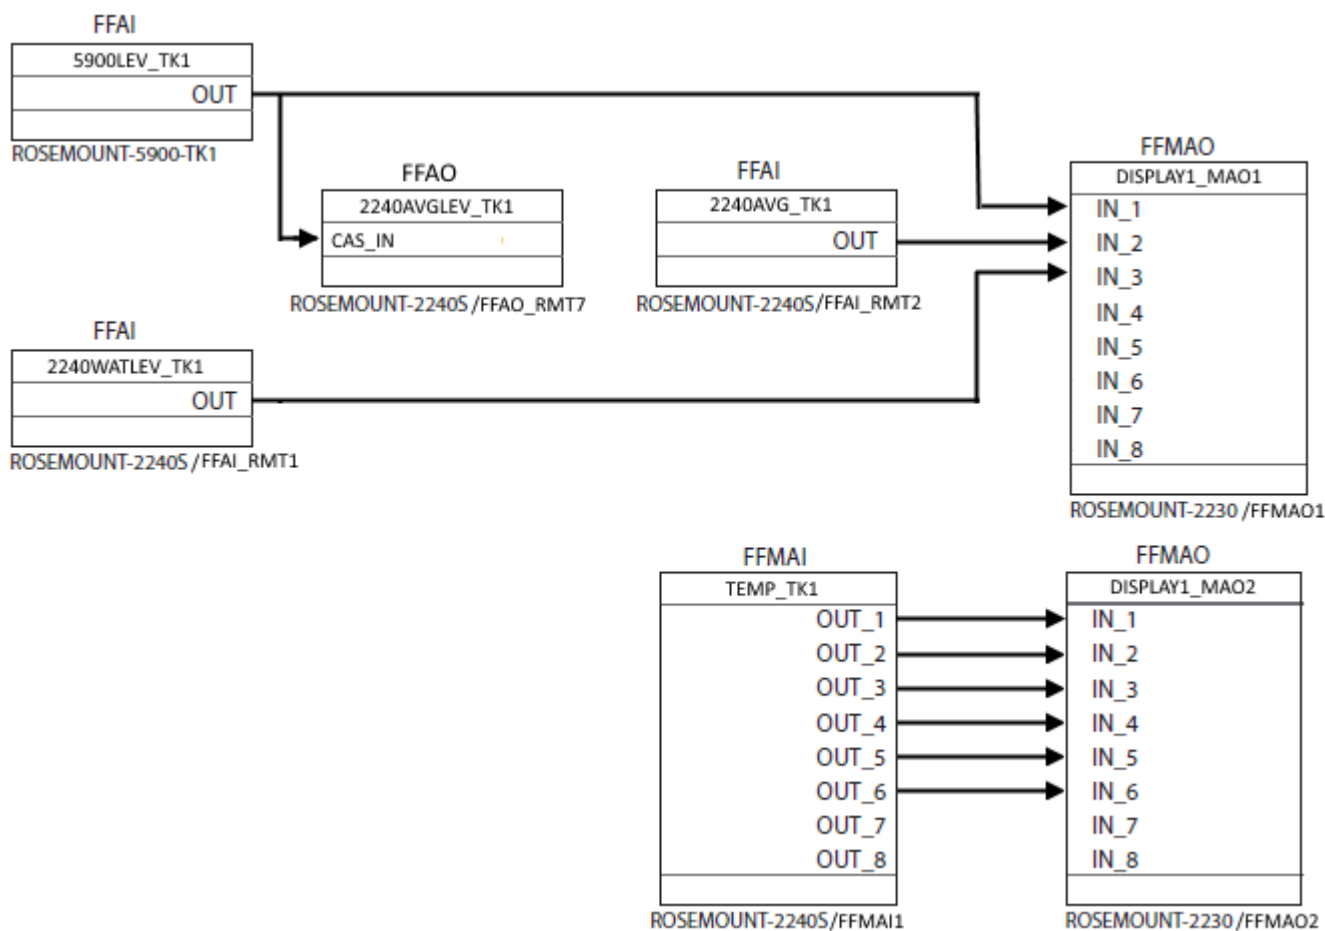 FFAI
5900LEV_TK1
OUT
ROSEMOUNT-5900-TK1
FFAO
2240AVGLEV_TK1
CAS_IN
ROSEMOUNT-2240S/FFAO_RMT7
FFAI
2240AVG_TK1
OUT
ROSEMOUNT-2240S/FFAI_RMT2
FFMAO
DISPLAY1_MAO1
IN_1
IN_2
IN_3
IN_4
IN_5
IN_6
IN_7
IN_8
ROSEMOUNT-2230 /FFMAO1
FFAI
2240WATLEV_TK1
OUT
ROSEMOUNT-2240S /FFAI_RMT1
FFMAI
TEMP_TK1
OUT_1
OUT_2
OUT_3
OUT_4
OUT_5
OUT_6
OUT_7
OUT_8
ROSEMOUNT-2240S/FFMAI1
FFMAO
DISPLAY1_MAO2
IN_1
IN_2
IN_3
IN_4
IN_5
IN_6
IN_7
IN_8
ROSEMOUNT-2230 /FFMAO2